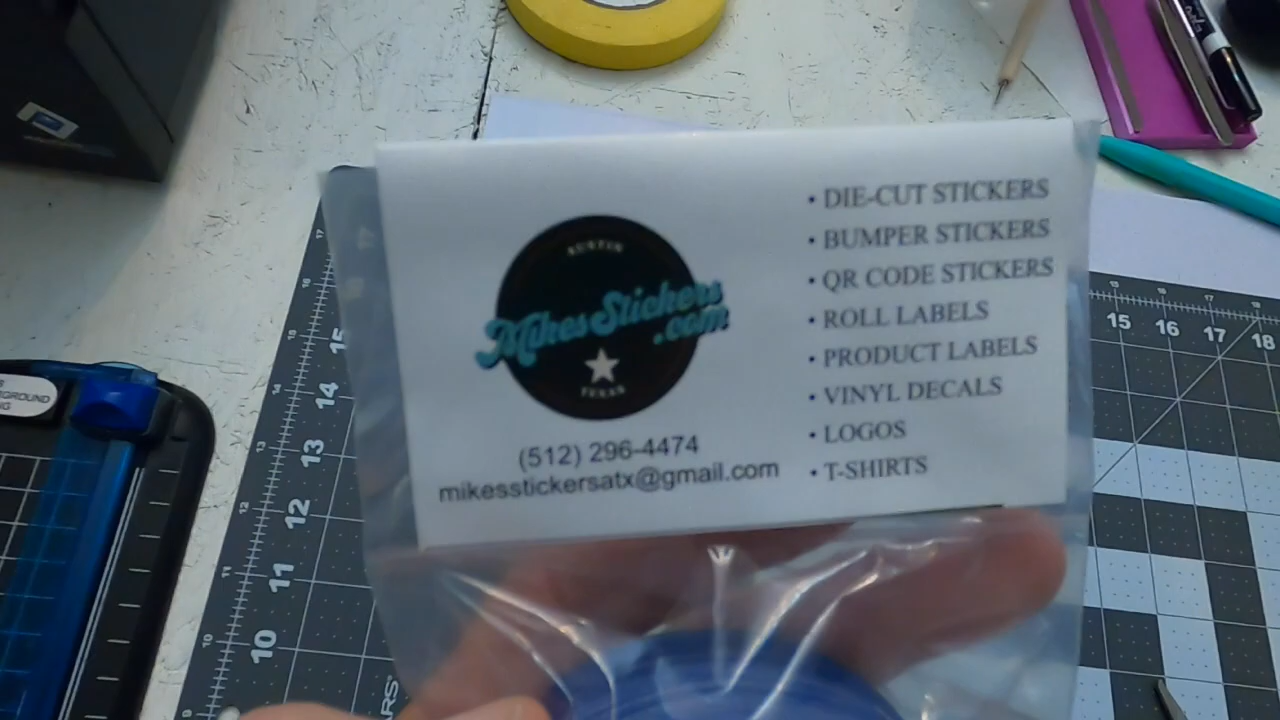 AUSTIN
MikesStickers
.com
TEXAS
(512) 296-4474
mikesstickersatx@gmail.com
• DIE-CUT STICKERS
• BUMPER STICKERS
• QR CODE STICKERS
• ROLL LABELS
• PRODUCT LABELS
• VINYL DECALS
• LOGOS
• T-SHIRTS
15 16 17 18
15
14
13
12
11
10